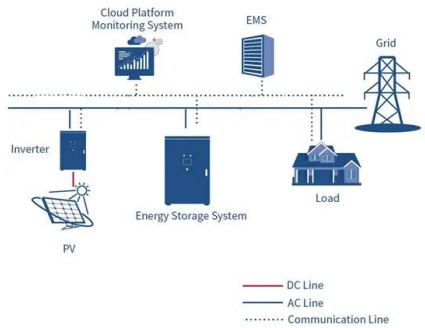 Cloud Platform
Monitoring System
EMS
Grid
Inverter
Energy Storage System
Load
PV
DC Line
AC Line
Communication Line